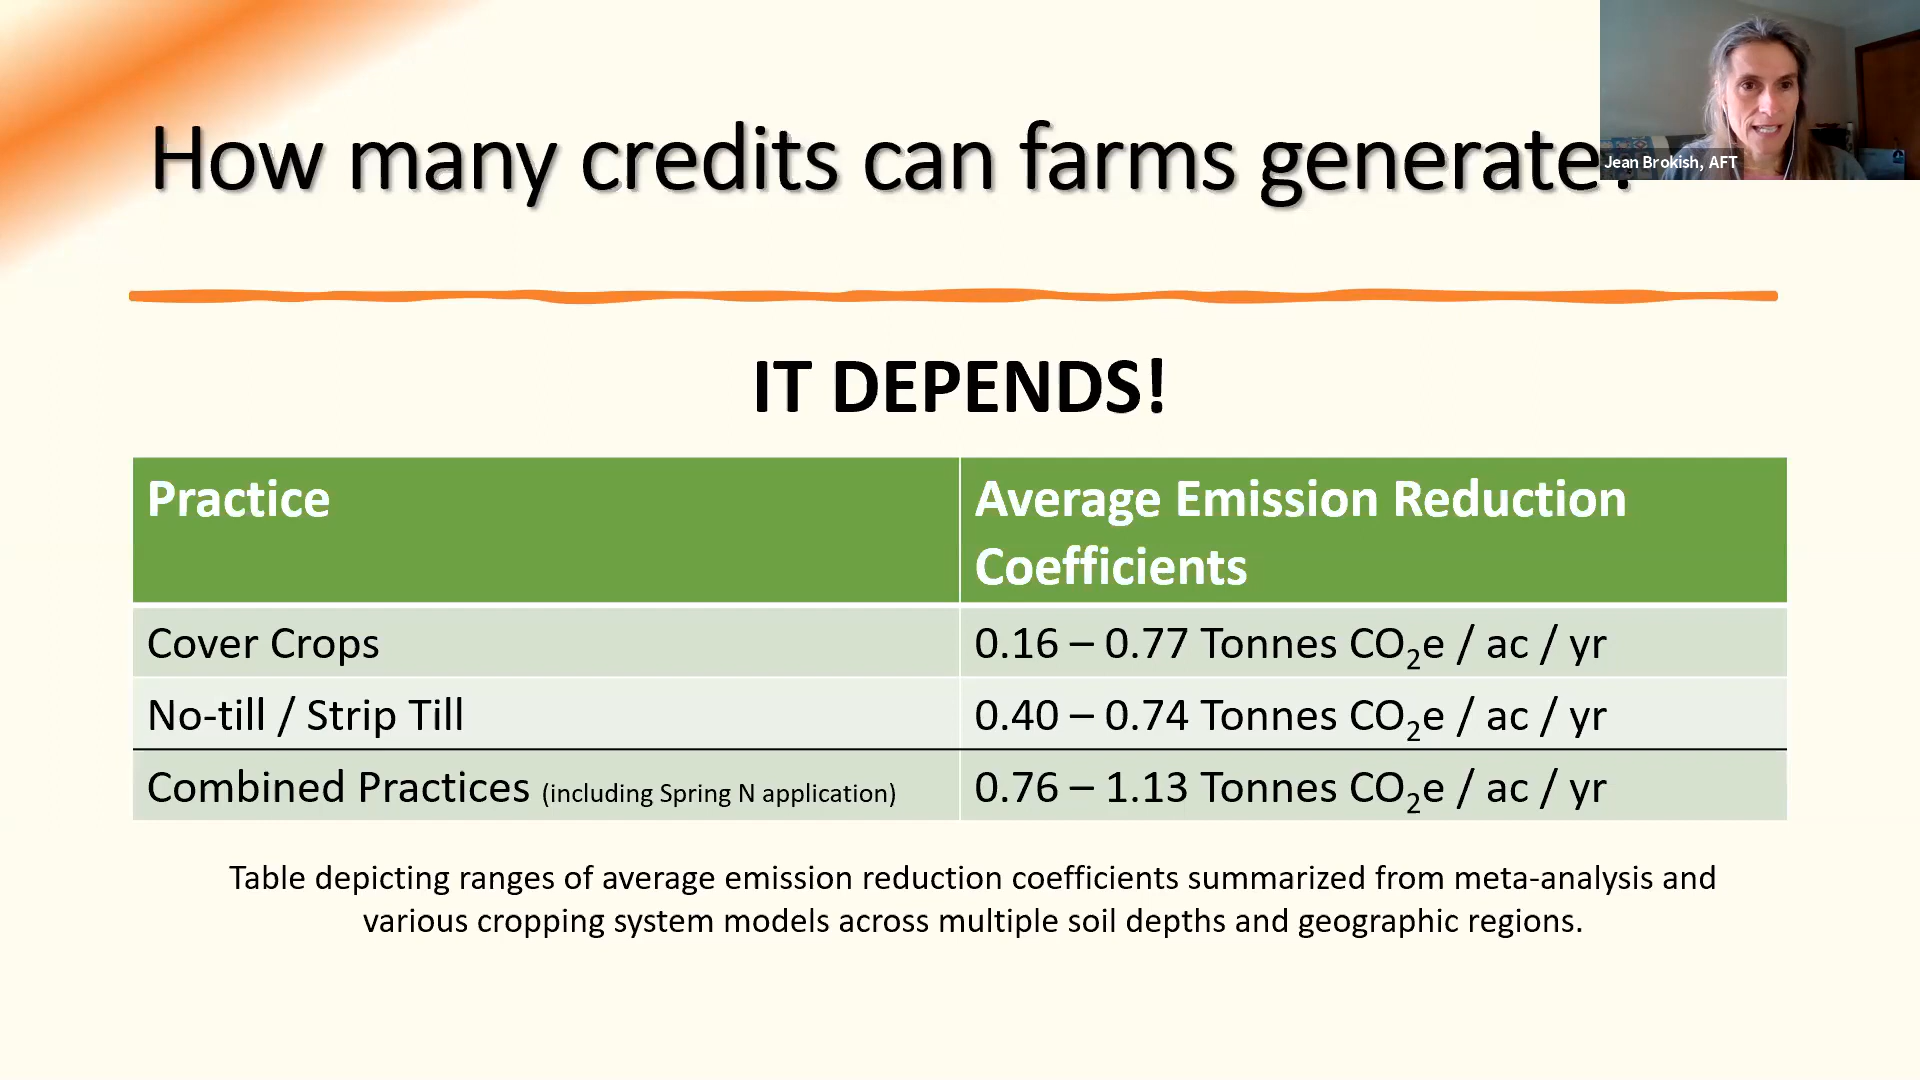 How many credits can farms generate?
Jean Brokish, AFT
IT DEPENDS!
Practice
Average Emission Reduction
Coefficients
Cover Crops
0.16 – 0.77 Tonnes CO₂e / ac / yr
No-till / Strip Till
0.40 – 0.74 Tonnes CO₂e / ac / yr
Combined Practices (including Spring N application)
0.76 – 1.13 Tonnes CO₂e / ac / yr
Table depicting ranges of average emission reduction coefficients summarized from meta-analysis and
various cropping system models across multiple soil depths and geographic regions.